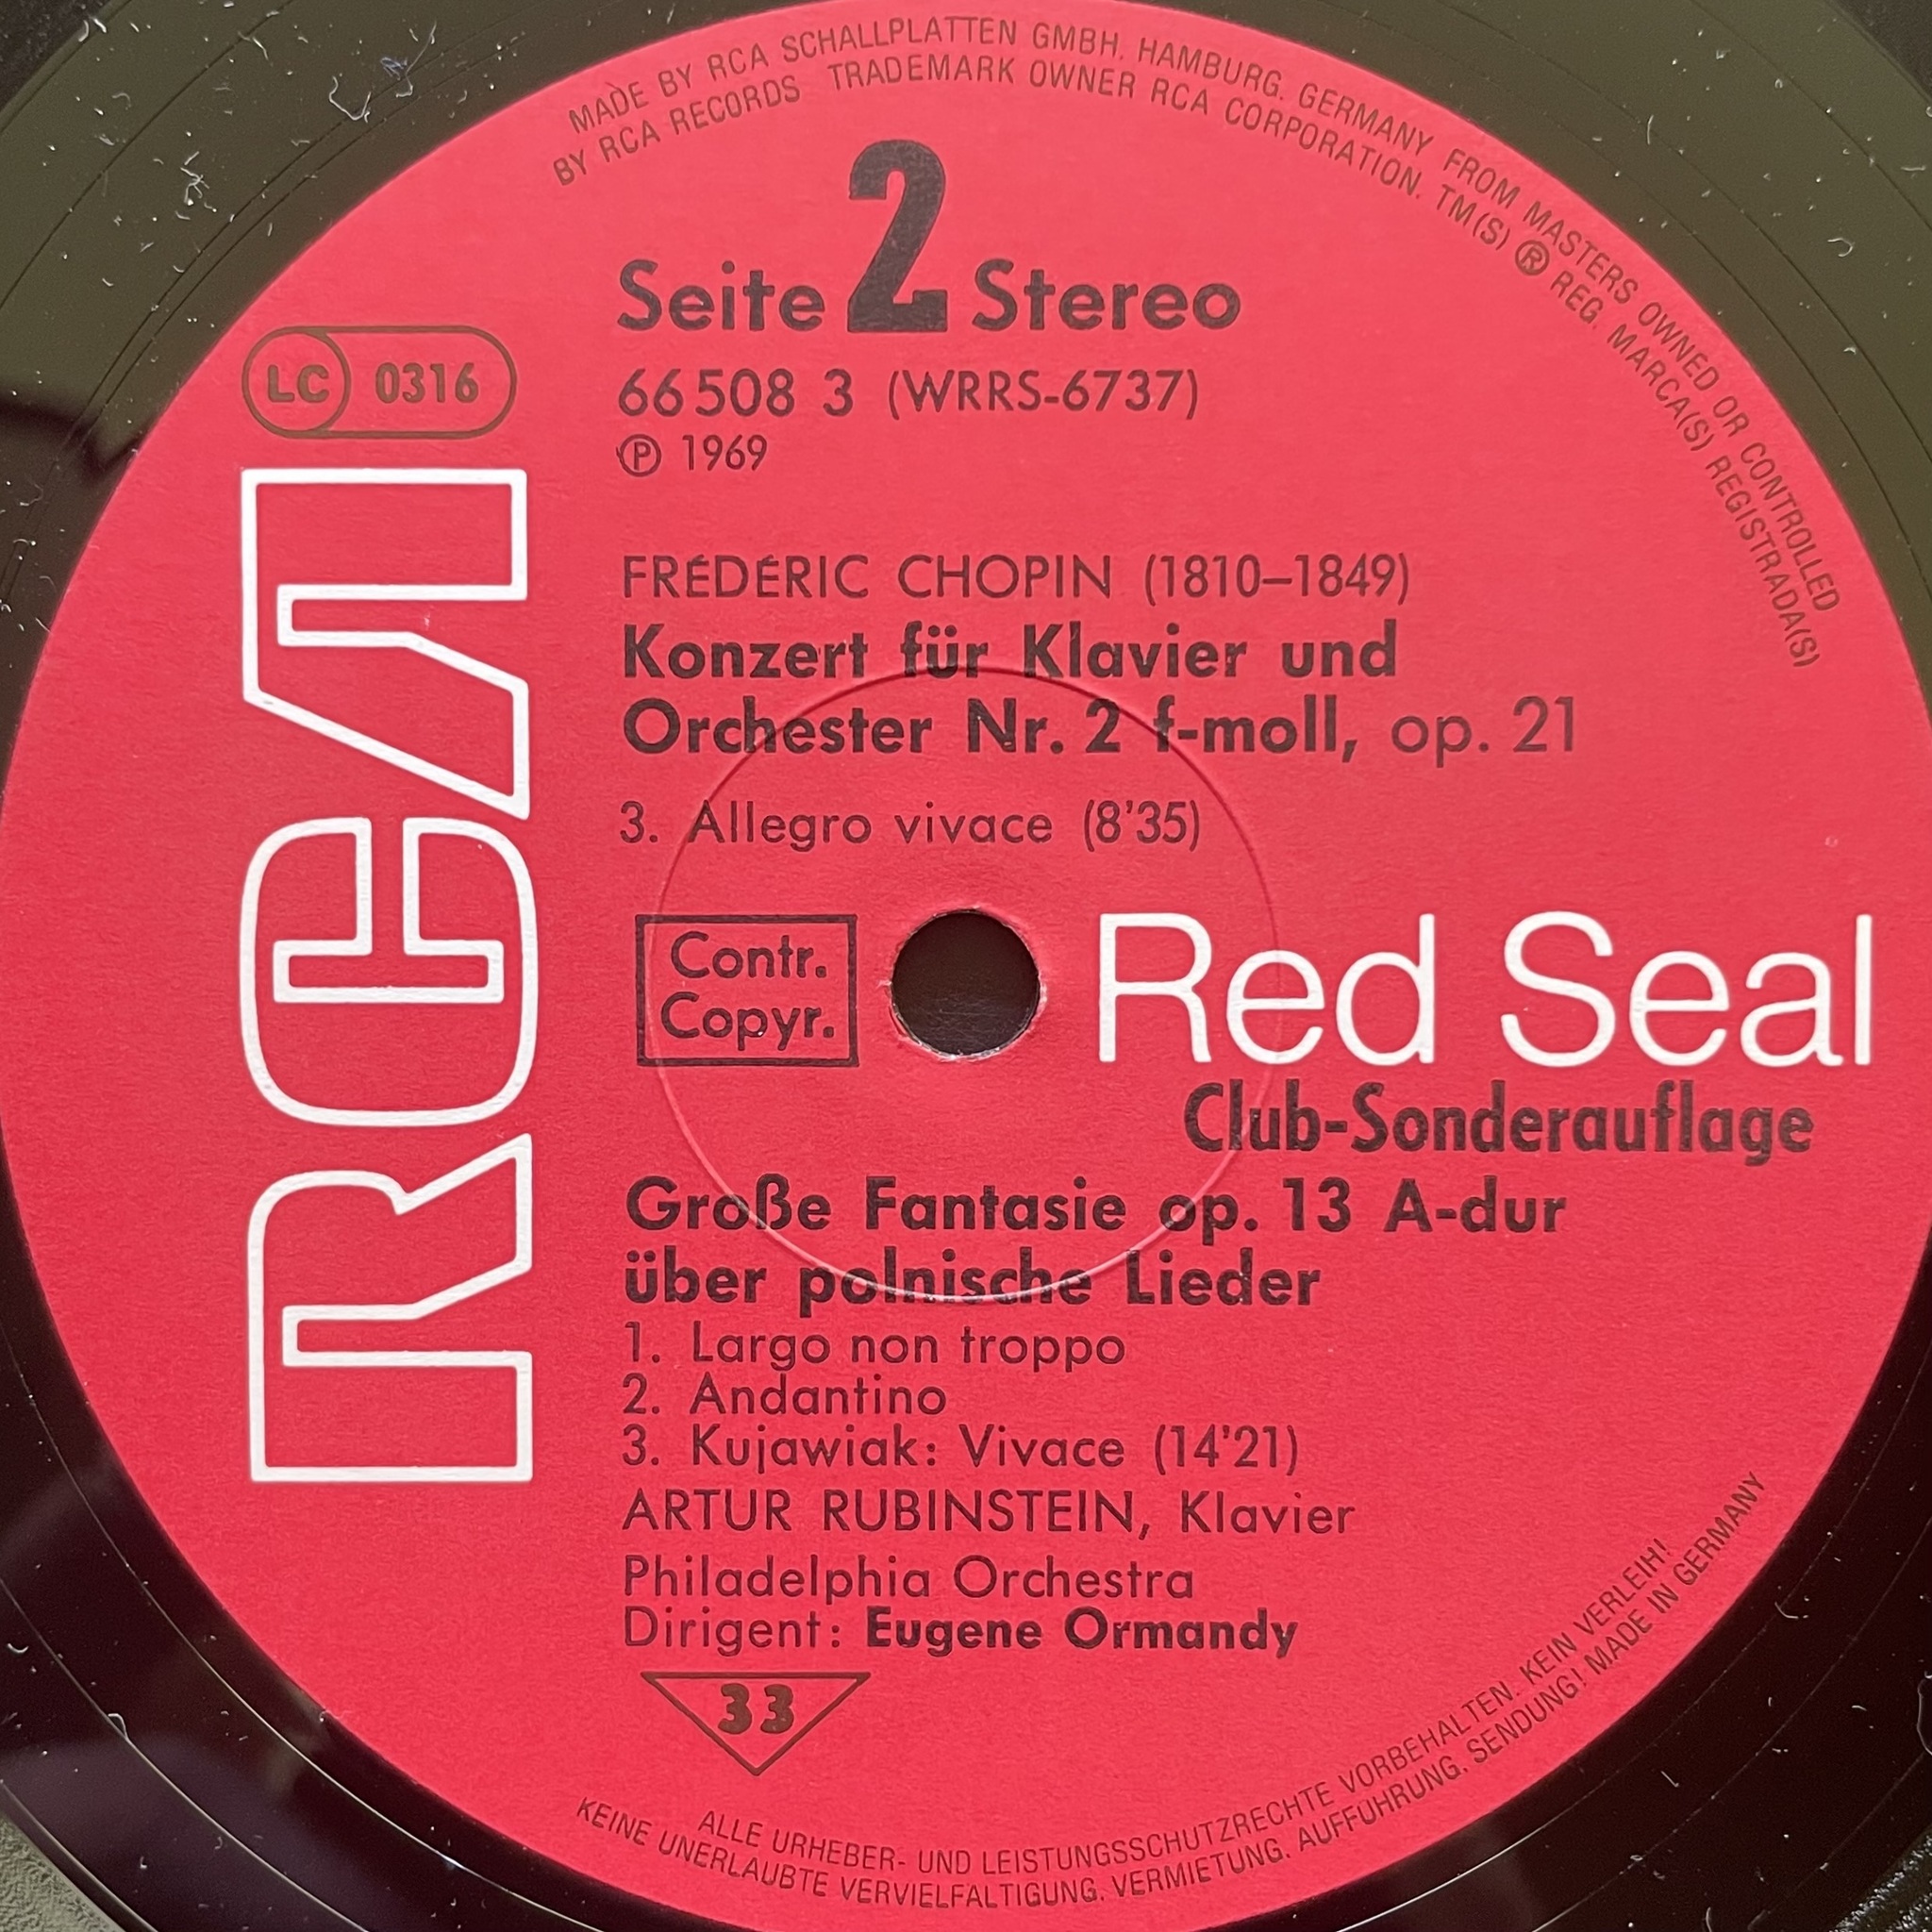 MADE BY RCA SCHALLPLATTEN GMBH. HAMBURG. GERMANY FROM MASTERS OWNED OR CONTROLLED
BY RCA RECORDS TRADEMARK OWNER RCA CORPORATION. TM(S) ® REG. MARCA(S) REGISTRADA(S)
Seite 2 Stereo
LC 0316
66 508 3 (WRRS-6737)
℗ 1969
RCA
FRÉDÉRIC CHOPIN (1810–1849)
Konzert für Klavier und
Orchester Nr. 2 f-moll, op. 21
3. Allegro vivace (8'35)
Contr.
Copyr.
Red Seal
Club-Sonderauflage
Große Fantasie op. 13 A-dur
über polnische Lieder
1. Largo non troppo
2. Andantino
3. Kujawiak: Vivace (14'21)
ARTUR RUBINSTEIN, Klavier
Philadelphia Orchestra
Dirigent: Eugene Ormandy
33
ALLE URHEBER- UND LEISTUNGSSCHUTZRECHTE VORBEHALTEN. KEIN VERLEIH!
KEINE UNERLAUBTE VERVIELFÄLTIGUNG. VERMIETUNG. AUFFÜHRUNG. SENDUNG! MADE IN GERMANY